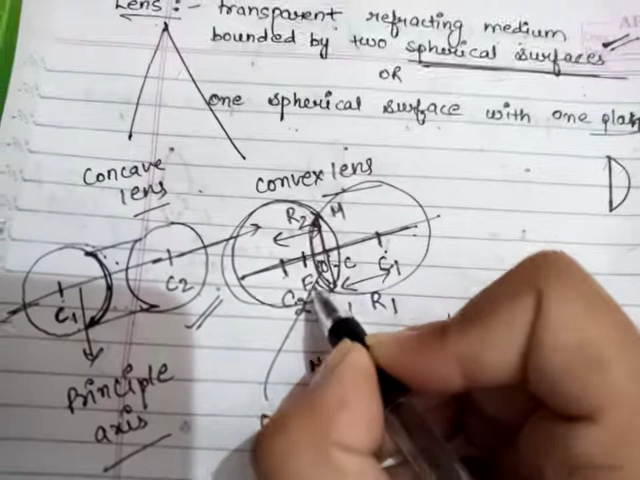 Lens :- transparent refracting medium
bounded by two spherical surfaces
OR
one spherical surface with one
Concave
lens
Convex lens
R2
M
C
C1
F
C2
R1
C1
C2
Principle
axis